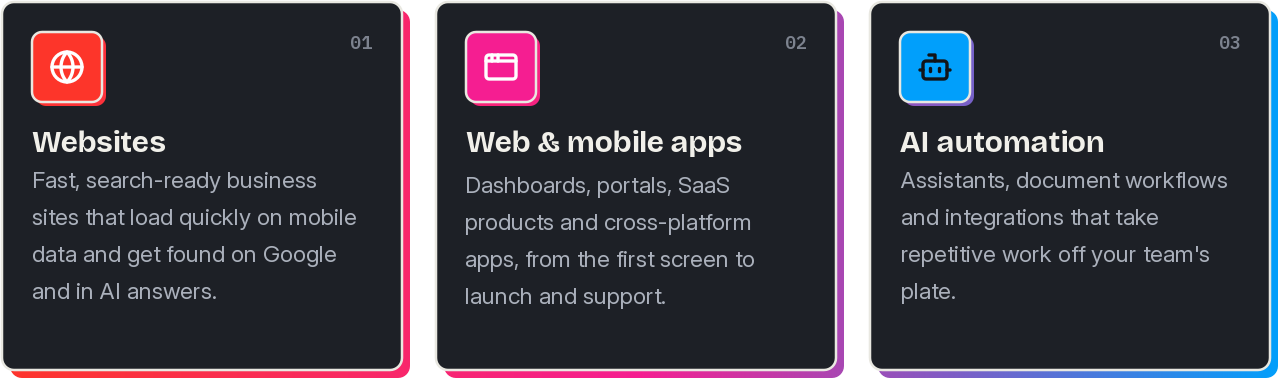 01
Websites
Fast, search-ready business
sites that load quickly on mobile
data and get found on Google
and in AI answers.
02
Web & mobile apps
Dashboards, portals, SaaS
products and cross-platform
apps, from the first screen to
launch and support.
03
AI automation
Assistants, document workflows
and integrations that take
repetitive work off your team's
plate.